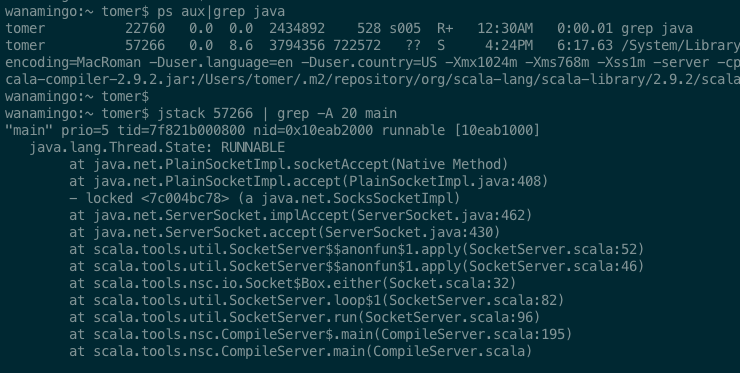 wanamingo:~ tomer$ ps aux|grep java
tomer 22760 0.0 0.0 2434892 528 s005 R+ 12:30AM 0:00.01 grep java
tomer 57266 0.0 8.6 3794356 722572 ?? S 4:24PM 6:17.63 /System/Library
encoding=MacRoman -Duser.language=en -Duser.country=US -Xmx1024m -Xms768m -Xss1m -server -cp
cala-compiler-2.9.2.jar:/Users/tomer/.m2/repository/org/scala-lang/scala-library/2.9.2/scala
wanamingo:~ tomer$
wanamingo:~ tomer$ jstack 57266 | grep -A 20 main
"main" prio=5 tid=7f821b000800 nid=0x10eab2000 runnable [10eab1000]
java.lang.Thread.State: RUNNABLE
at java.net.PlainSocketImpl.socketAccept(Native Method)
at java.net.PlainSocketImpl.accept(PlainSocketImpl.java:408)
- locked <7c004bc78> (a java.net.SocksSocketImpl)
at java.net.ServerSocket.implAccept(ServerSocket.java:462)
at java.net.ServerSocket.accept(ServerSocket.java:430)
at scala.tools.util.SocketServer$$anonfun$1.apply(SocketServer.scala:52)
at scala.tools.util.SocketServer$$anonfun$1.apply(SocketServer.scala:46)
at scala.tools.nsc.io.Socket$Box.either(Socket.scala:32)
at scala.tools.util.SocketServer.loop$1(SocketServer.scala:82)
at scala.tools.util.SocketServer.run(SocketServer.scala:96)
at scala.tools.nsc.CompileServer$.main(CompileServer.scala:195)
at scala.tools.nsc.CompileServer.main(CompileServer.scala)